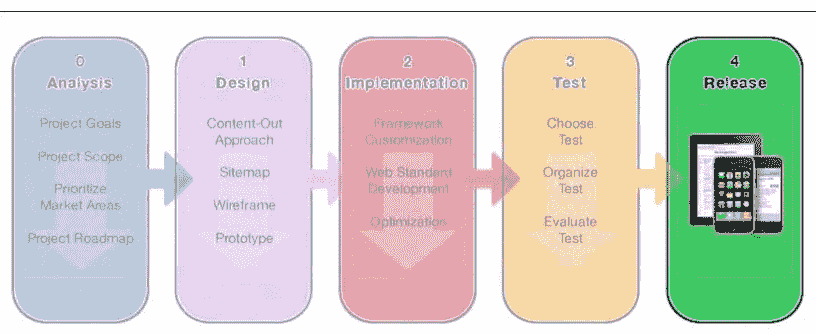 0
Analysis
Project Goals
Project Scope
Prioritize
Market Areas
Project Roadmap
1
Design
Content-Out
Approach
Sitemap
Wireframe
Prototype
2
Implementation
Framework
Customization
Web Standard
Development
Optimization
3
Test
Choose
Test
Organize
Test
Evaluate
Test
4
Release